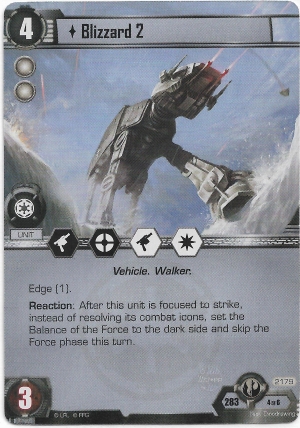 4
Blizzard 2
UNIT
Vehicle. Walker.
Edge (1).
Reaction: After this unit is focused to strike,
instead of resolving its combat icons, set the
Balance of the Force to the dark side and skip the
Force phase this turn.
2179
3
283
4 of 6
© LFL © FFG